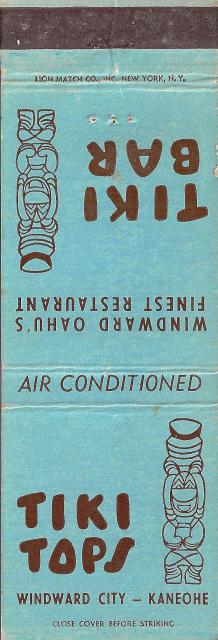 LION MATCH CO., INC. NEW YORK, N.Y.
TIKI
BAR
WINDWARD OAHU'S
FINEST RESTAURANT
AIR CONDITIONED
TIKI
TOPS
WINDWARD CITY – KANEOHE
CLOSE COVER BEFORE STRIKING